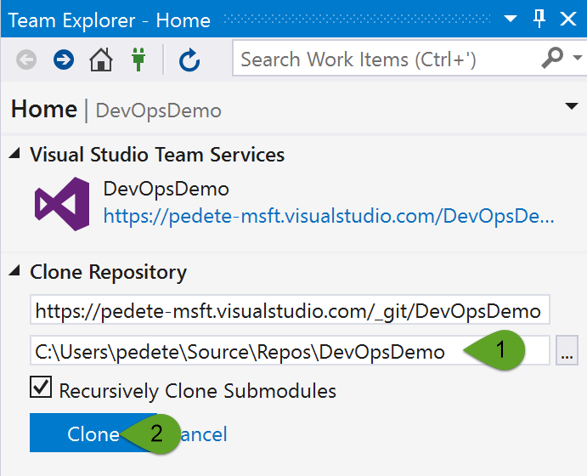 Team Explorer - Home
Search Work Items (Ctrl+')
Home | DevOpsDemo
Visual Studio Team Services
DevOpsDemo
https://pedete-msft.visualstudio.com/DevOpsDe...
Clone Repository
https://pedete-msft.visualstudio.com/_git/DevOpsDemo
C:\Users\pedete\Source\Repos\DevOpsDemo 1 ...
Recursively Clone Submodules
Clone 2 ancel